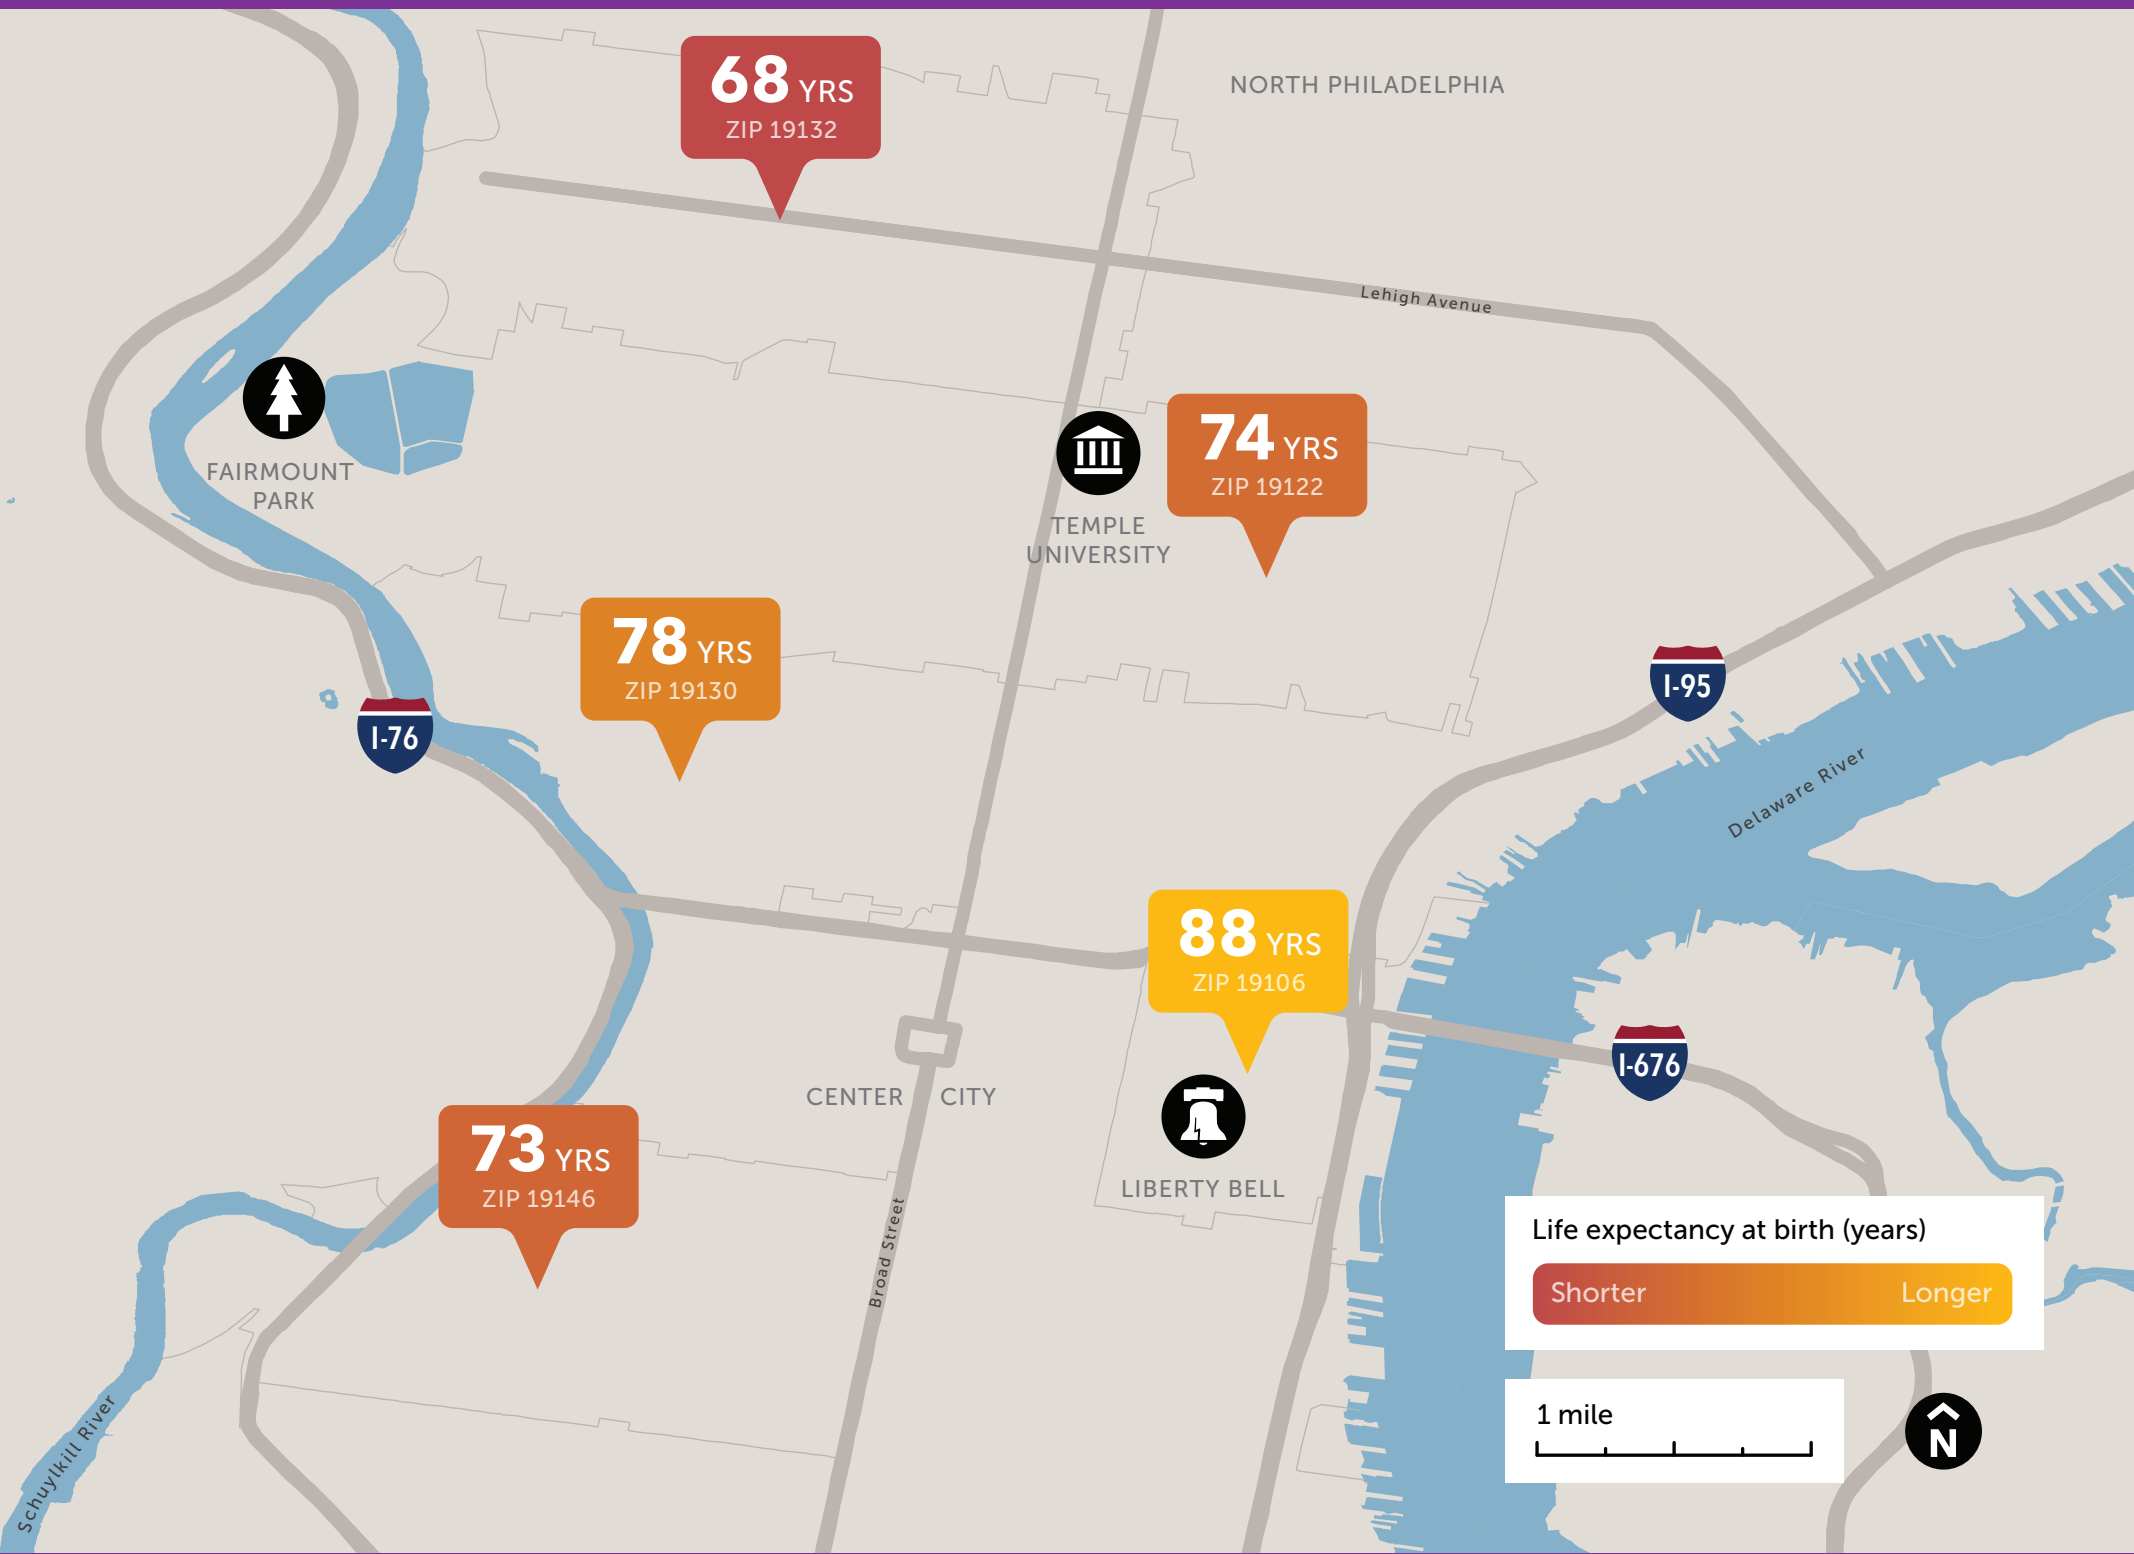 68 YRS
ZIP 19132
NORTH PHILADELPHIA
Lehigh Avenue
74 YRS
ZIP 19122
FAIRMOUNT
PARK
TEMPLE
UNIVERSITY
78 YRS
ZIP 19130
I-95
I-76
Delaware River
88 YRS
ZIP 19106
I-676
CENTER CITY
73 YRS
ZIP 19146
LIBERTY BELL
Broad Street
Life expectancy at birth (years)
Shorter Longer
Schuylkill River
1 mile
N